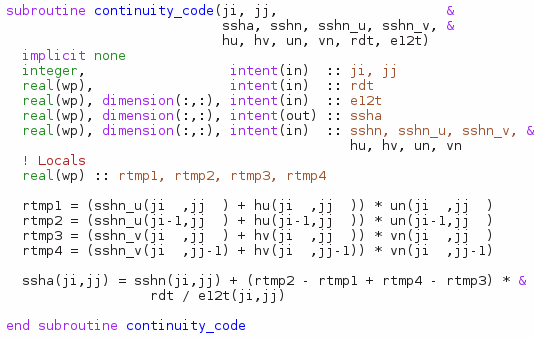 subroutine continuity_code(ji, jj,                     &
                           ssha, sshn, sshn_u, sshn_v, &
                           hu, hv, un, vn, rdt, e12t)
  implicit none
  integer,                  intent(in)  :: ji, jj
  real(wp),                 intent(in)  :: rdt
  real(wp), dimension(:,:), intent(in)  :: e12t
  real(wp), dimension(:,:), intent(out) :: ssha
  real(wp), dimension(:,:), intent(in)  :: sshn, sshn_u, sshn_v, &
                                           hu, hv, un, vn
  ! Locals
  real(wp) :: rtmp1, rtmp2, rtmp3, rtmp4

  rtmp1 = (sshn_u(ji  ,jj  ) + hu(ji  ,jj  )) * un(ji  ,jj  )
  rtmp2 = (sshn_u(ji-1,jj  ) + hu(ji-1,jj  )) * un(ji-1,jj  )
  rtmp3 = (sshn_v(ji  ,jj  ) + hv(ji  ,jj  )) * vn(ji  ,jj  )
  rtmp4 = (sshn_v(ji  ,jj-1) + hv(ji  ,jj-1)) * vn(ji  ,jj-1)

  ssha(ji,jj) = sshn(ji,jj) + (rtmp2 - rtmp1 + rtmp4 - rtmp3) * &
                  rdt / e12t(ji,jj)

end subroutine continuity_code